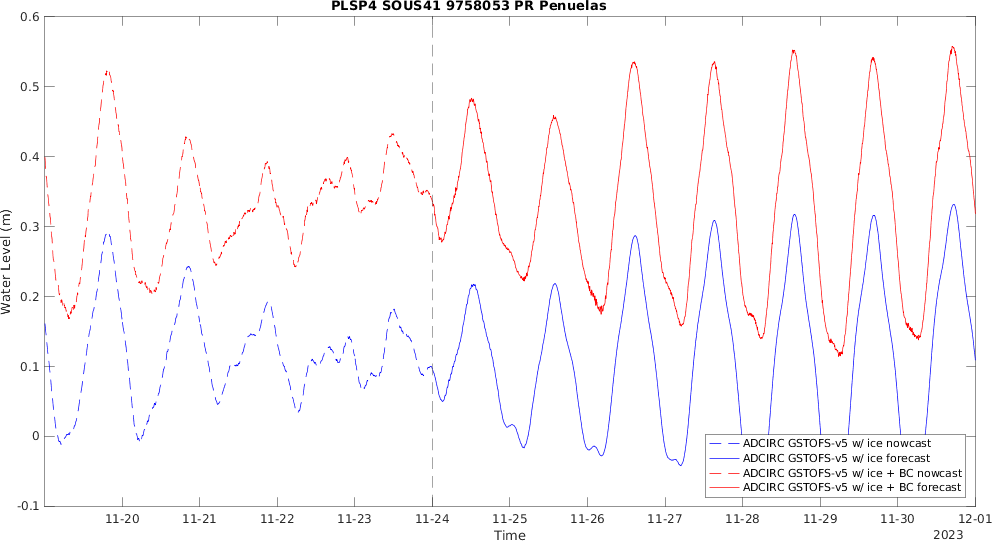 PLSP4 SOUS41 9758053 PR Penuelas
Water Level (m)
0.6
0.5
0.4
0.3
0.2
0.1
0
-0.1
ADCIRC GSTOFS-v5 w/ ice nowcast
ADCIRC GSTOFS-v5 w/ ice forecast
ADCIRC GSTOFS-v5 w/ ice + BC nowcast
ADCIRC GSTOFS-v5 w/ ice + BC forecast
11-20 11-21 11-22 11-23 11-24 11-25 11-26 11-27 11-28 11-29 11-30 12-01
Time
2023